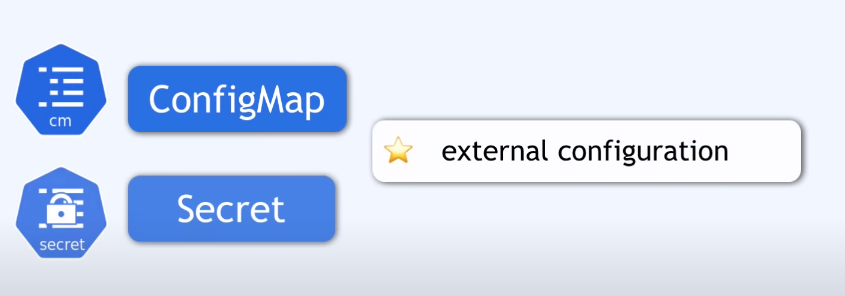 cm
ConfigMap
external configuration
secret
Secret